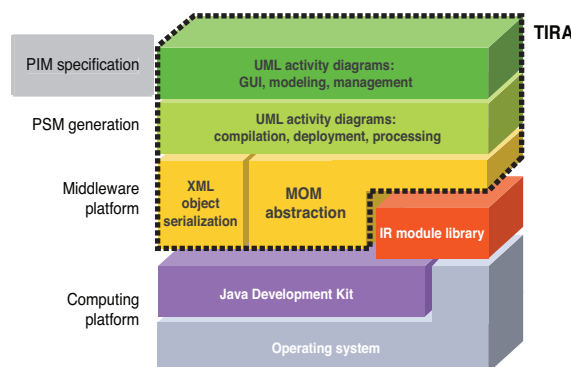 TIRA
PIM specification
UML activity diagrams:
GUI, modeling, management
PSM generation
UML activity diagrams:
compilation, deployment, processing
Middleware
platform
XML
object
serialization
MOM
abstraction
IR module library
Computing
platform
Java Development Kit
Operating system